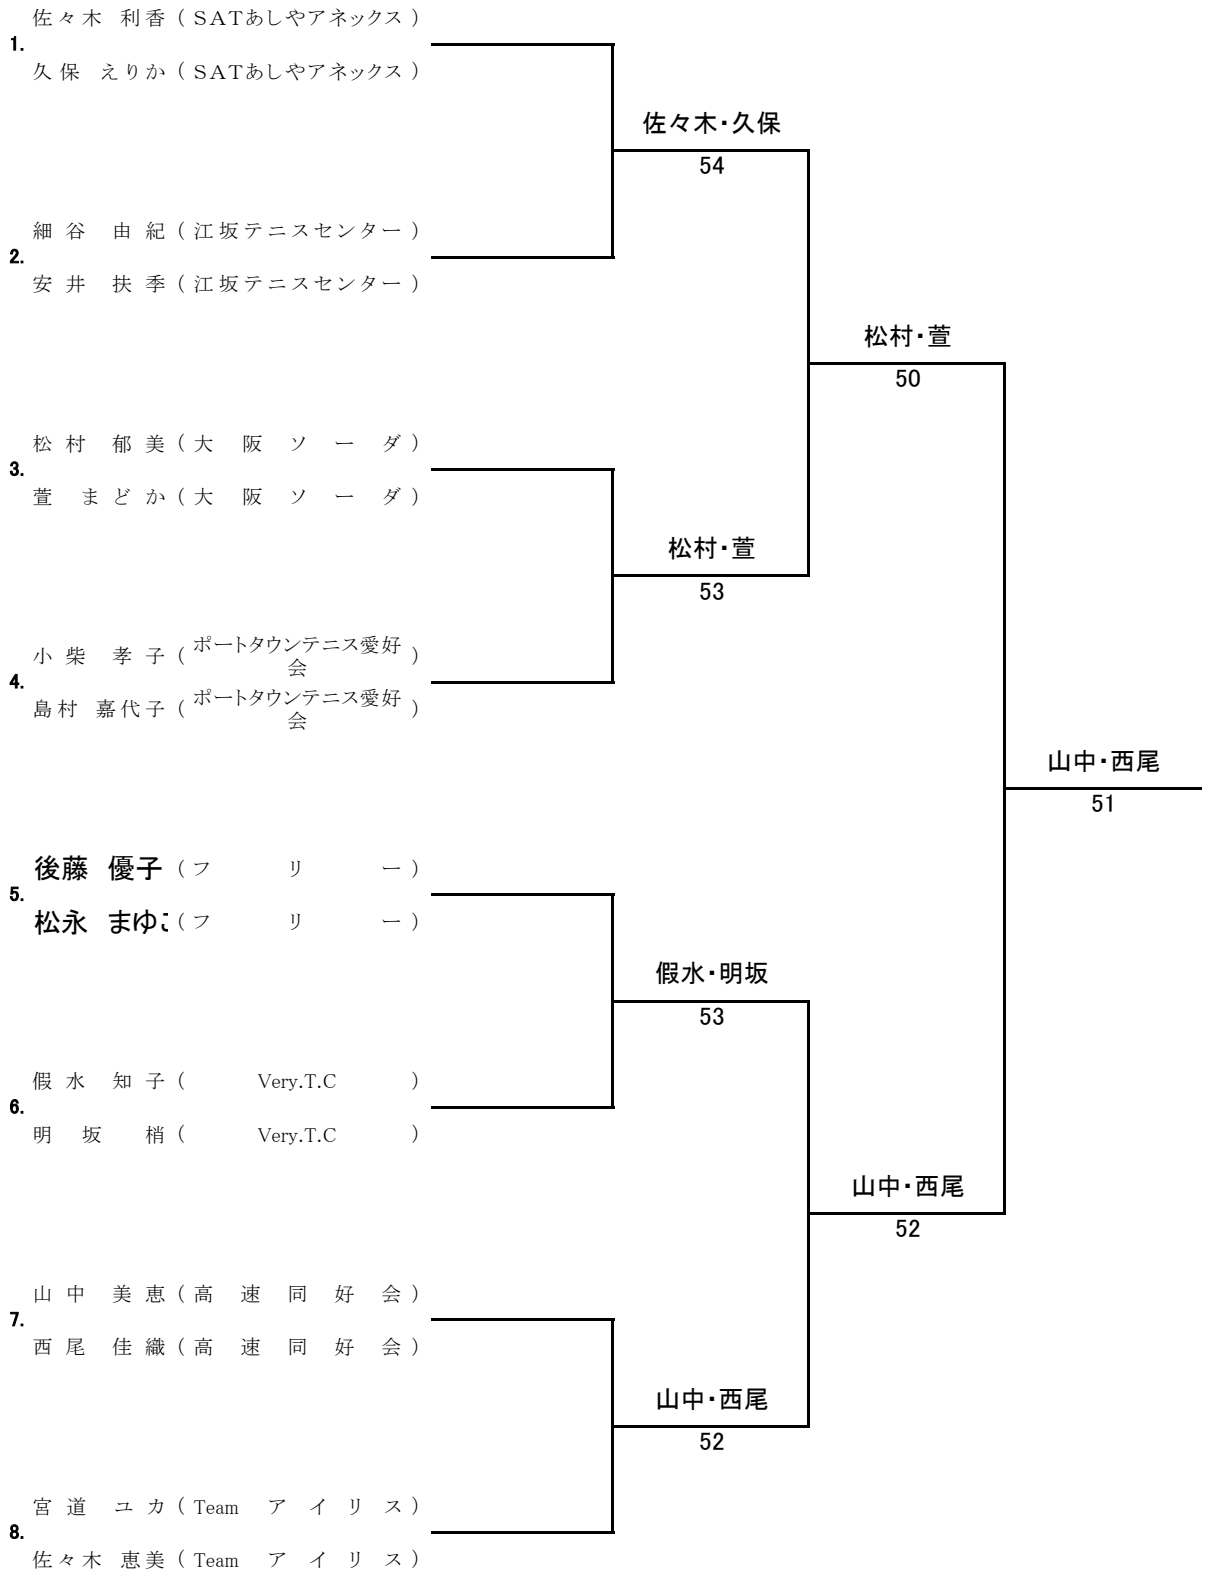 佐々木 利香 ( SATあしやアネックス )
1.
久保 えりか ( SATあしやアネックス )
佐々木・久保
54
細谷 由紀 ( 江坂テニスセンター )
2.
安井 扶季 ( 江坂テニスセンター )
松村・萱
50
松村 郁美 ( 大阪ソーダ )
3.
萱 まどか ( 大阪ソーダ )
松村・萱
53
小柴 孝子 ( ポートタウンテニス愛好
会 )
4.
島村 嘉代子 ( ポートタウンテニス愛好
会 )
山中・西尾
51
後藤 優子 ( フリー )
5.
松永 まゆこ ( フリー )
假水・明坂
53
假水 知子 ( Very.T.C )
6.
明坂 梢 ( Very.T.C )
山中・西尾
52
山中 美恵 ( 高速同好会 )
7.
西尾 佳織 ( 高速同好会 )
山中・西尾
52
宮道 ユカ ( Team アイリス )
8.
佐々木 恵美 ( Team アイリス )